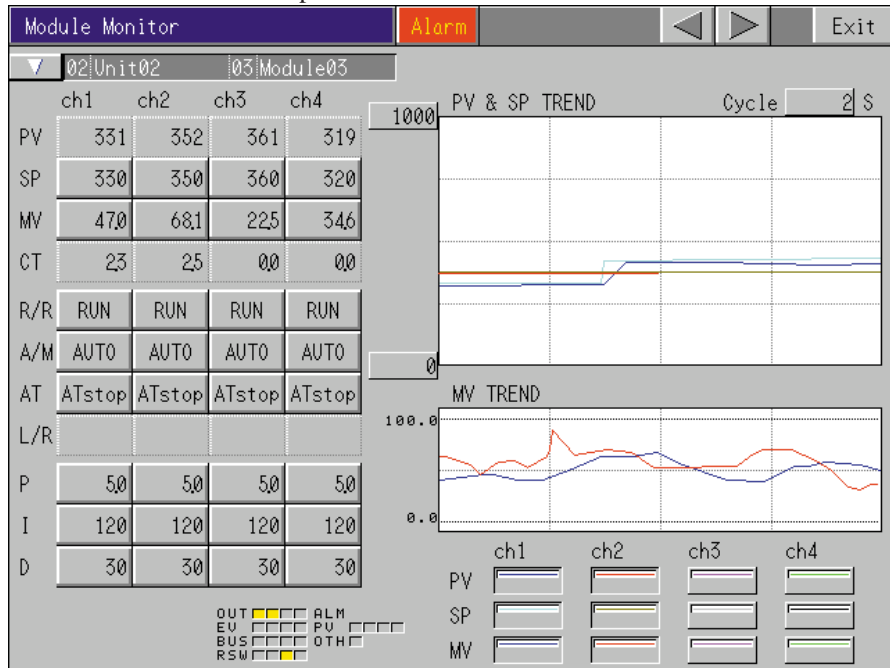 Module Monitor Alarm Exit
02 Unit02 03 Module03
ch1 ch2 ch3 ch4
PV 331 352 361 319
SP 330 350 360 320
MV 47.0 68.1 22.5 34.6
CT 2.3 2.5 0.0 0.0
R/R RUN RUN RUN RUN
A/M AUTO AUTO AUTO AUTO
AT ATstop ATstop ATstop ATstop
L/R
P 5.0 5.0 5.0 5.0
I 120 120 120 120
D 30 30 30 30
OUT ALM
EV PV
BUS OTH
RSW
PV & SP TREND Cycle 2 S
1000
0
MV TREND
100.0
0.0
ch1 ch2 ch3 ch4
PV
SP
MV